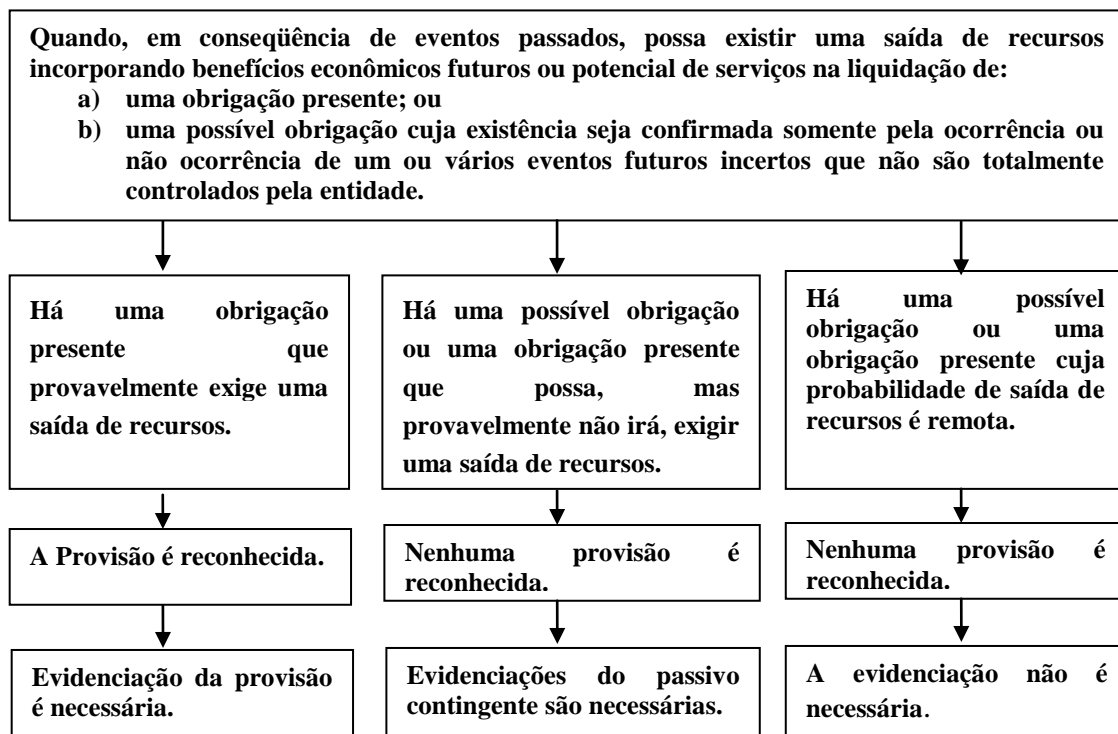 Quando, em conseqüência de eventos passados, possa existir uma saída de recursos
incorporando benefícios econômicos futuros ou potencial de serviços na liquidação de:
a) uma obrigação presente; ou
b) uma possível obrigação cuja existência seja confirmada somente pela ocorrência ou
não ocorrência de um ou vários eventos futuros incertos que não são totalmente
controlados pela entidade.
Há uma obrigação
presente que
provavelmente exige uma
saída de recursos.
Há uma possível obrigação
ou uma obrigação presente
que possa, mas
provavelmente não irá, exigir
uma saída de recursos.
Há uma possível
obrigação ou uma
obrigação presente cuja
probabilidade de saída de
recursos é remota.
A Provisão é reconhecida.
Nenhuma provisão é
reconhecida.
Nenhuma provisão é
reconhecida.
Evidenciação da provisão
é necessária.
Evidenciações do passivo
contingente são necessárias.
A evidenciação não é
necessária.